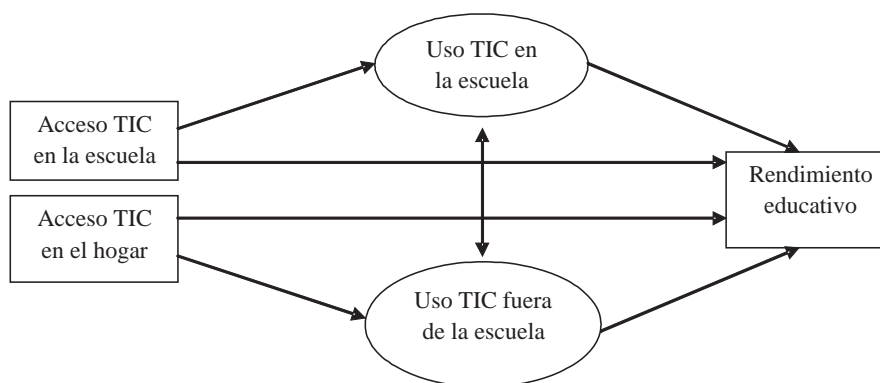 Uso TIC en
la escuela
Acceso TIC
en la escuela
Rendimiento
educativo
Acceso TIC
en el hogar
Uso TIC fuera
de la escuela